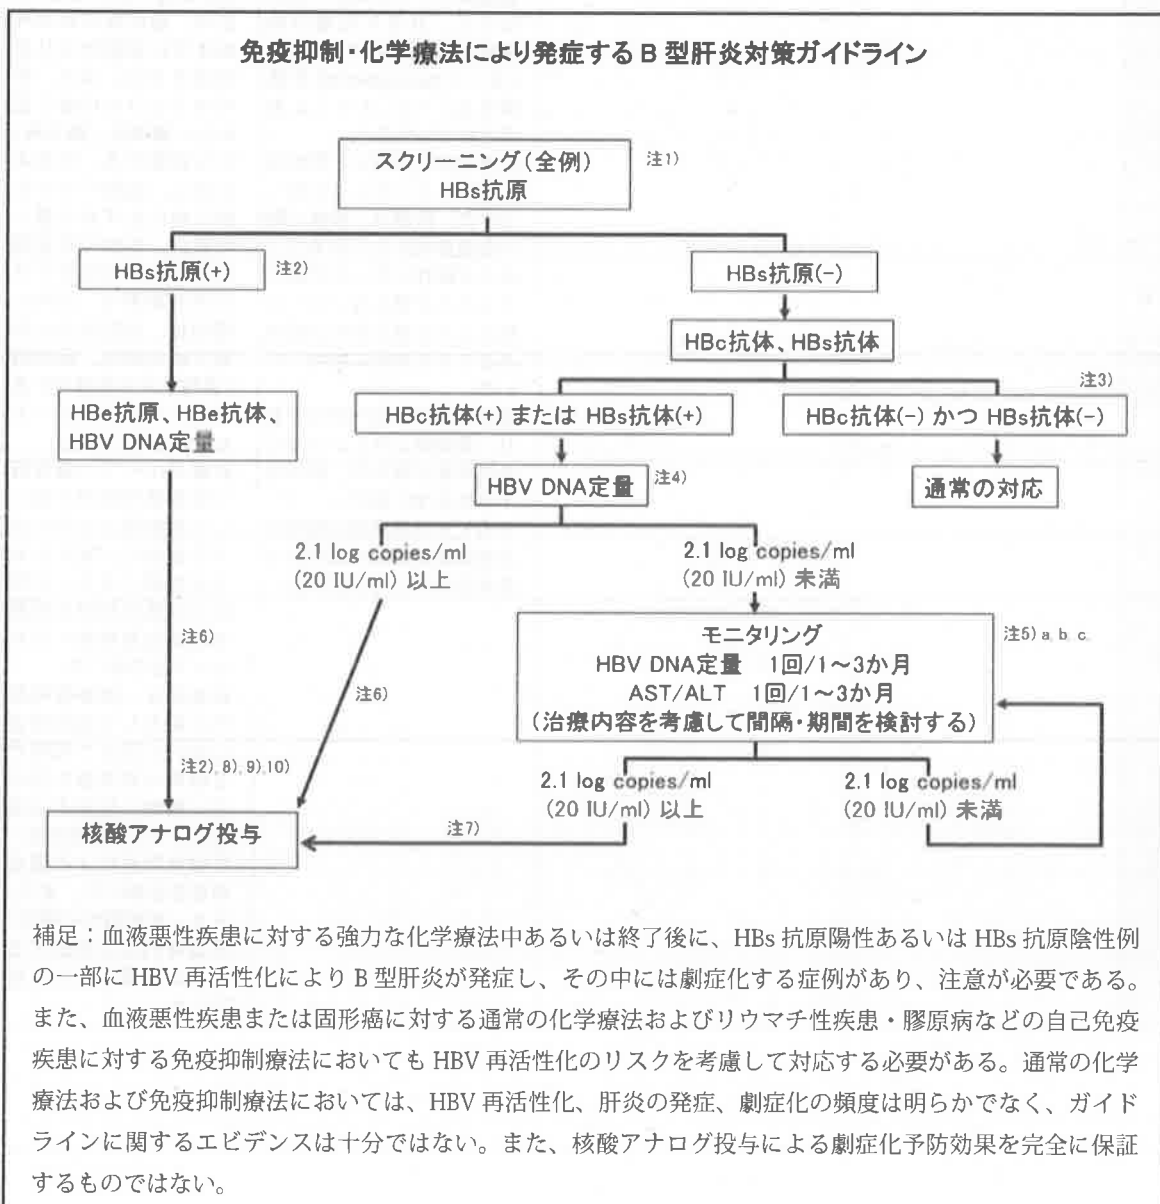 免疫抑制・化学療法により発症する B 型肝炎対策ガイドライン
スクリーニング(全例)
HBs抗原
注1)
HBs抗原(+)
注2)
HBs抗原(-)
HBc抗体、HBs抗体
注3)
HBe抗原、HBe抗体、
HBV DNA定量
HBc抗体(+) または HBs抗体(+)
HBc抗体(-) かつ HBs抗体(-)
HBV DNA定量
注4)
通常の対応
2.1 log copies/ml
(20 IU/ml) 以上
2.1 log copies/ml
(20 IU/ml) 未満
注6)
注6)
モニタリング
HBV DNA定量 1回/1～3か月
AST/ALT 1回/1～3か月
(治療内容を考慮して間隔・期間を検討する)
注5) a, b, c,
注2), 8), 9),10)
2.1 log copies/ml
(20 IU/ml) 以上
2.1 log copies/ml
(20 IU/ml) 未満
核酸アナログ投与
注7)
補足：血液悪性疾患に対する強力な化学療法中あるいは終了後に、HBs 抗原陽性あるいは HBs 抗原陰性例
の一部に HBV 再活性化により B 型肝炎が発症し、その中には劇症化する症例があり、注意が必要である。
また、血液悪性疾患または固形癌に対する通常の化学療法およびリウマチ性疾患・膠原病などの自己免疫
疾患に対する免疫抑制療法においても HBV 再活性化のリスクを考慮して対応する必要がある。通常の化学
療法および免疫抑制療法においては、HBV 再活性化、肝炎の発症、劇症化の頻度は明らかでなく、ガイド
ラインに関するエビデンスは十分ではない。また、核酸アナログ投与による劇症化予防効果を完全に保証
するものではない。